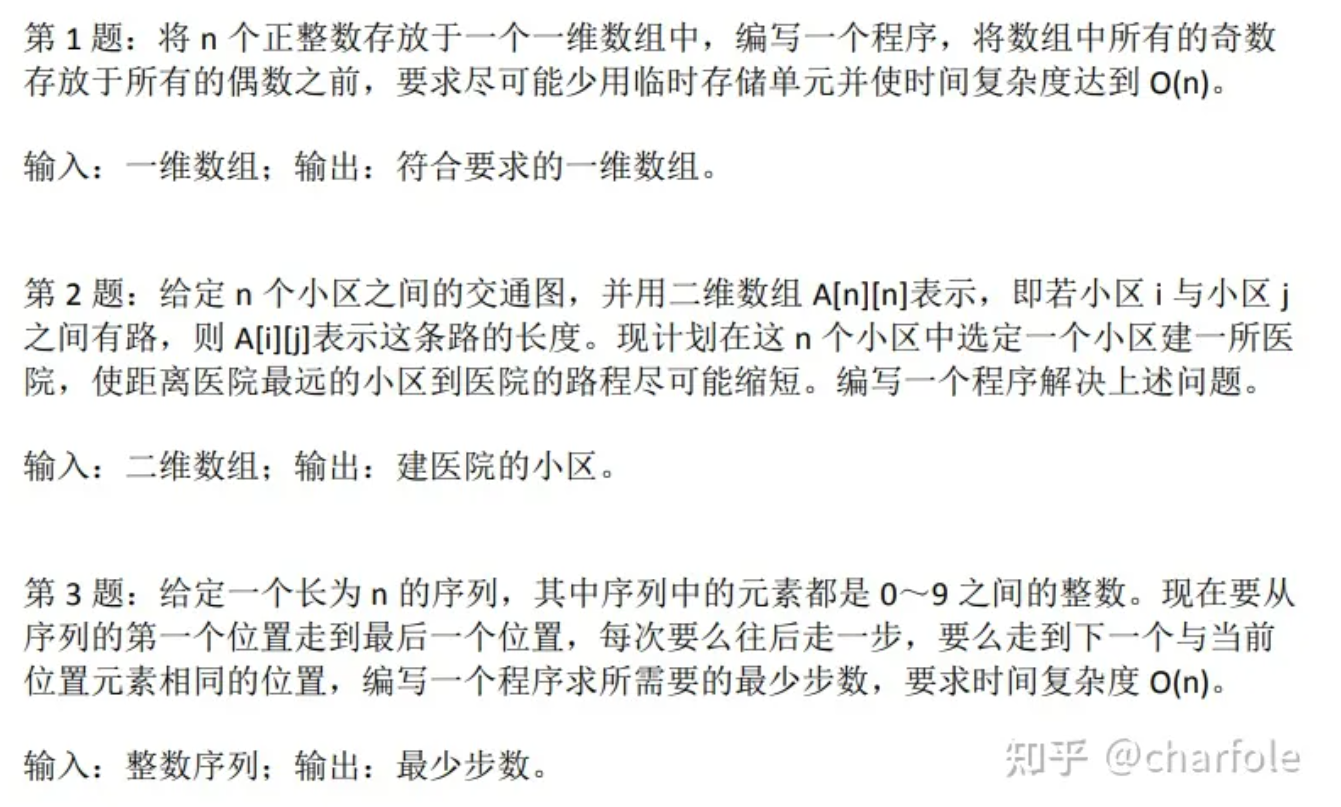 第 1 题：将 n 个正整数存放于一个一维数组中，编写一个程序，将数组中所有的奇数
存放于所有的偶数之前，要求尽可能少用临时存储单元并使时间复杂度达到 O(n)。
输入：一维数组；输出：符合要求的一维数组。
第 2 题：给定 n 个小区之间的交通图，并用二维数组 A[n][n]表示，即若小区 i 与小区 j
之间有路，则 A[i][j]表示这条路的长度。现计划在这 n 个小区中选定一个小区建一所医
院，使距离医院最远的小区到医院的路程尽可能缩短。编写一个程序解决上述问题。
输入：二维数组；输出：建医院的小区。
第 3 题：给定一个长为 n 的序列，其中序列中的元素都是 0～9 之间的整数。现在要从
序列的第一个位置走到最后一个位置，每次要么往后走一步，要么走到下一个与当前
位置元素相同的位置，编写一个程序求所需要的最少步数，要求时间复杂度 O(n)。
输入：整数序列；输出：最少步数。
知乎 @charfole